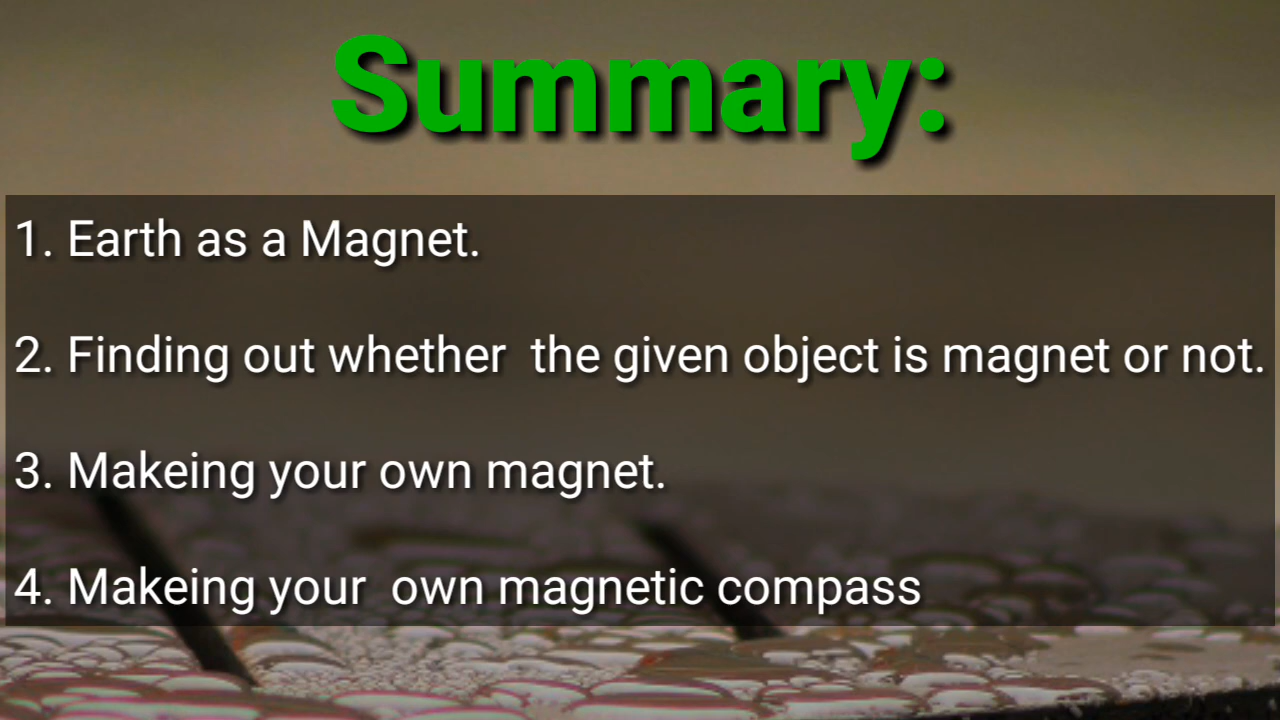 Summary:
1. Earth as a Magnet.
2. Finding out whether  the given object is magnet or not.
3. Makeing your own magnet.
4. Makeing your  own magnetic compass